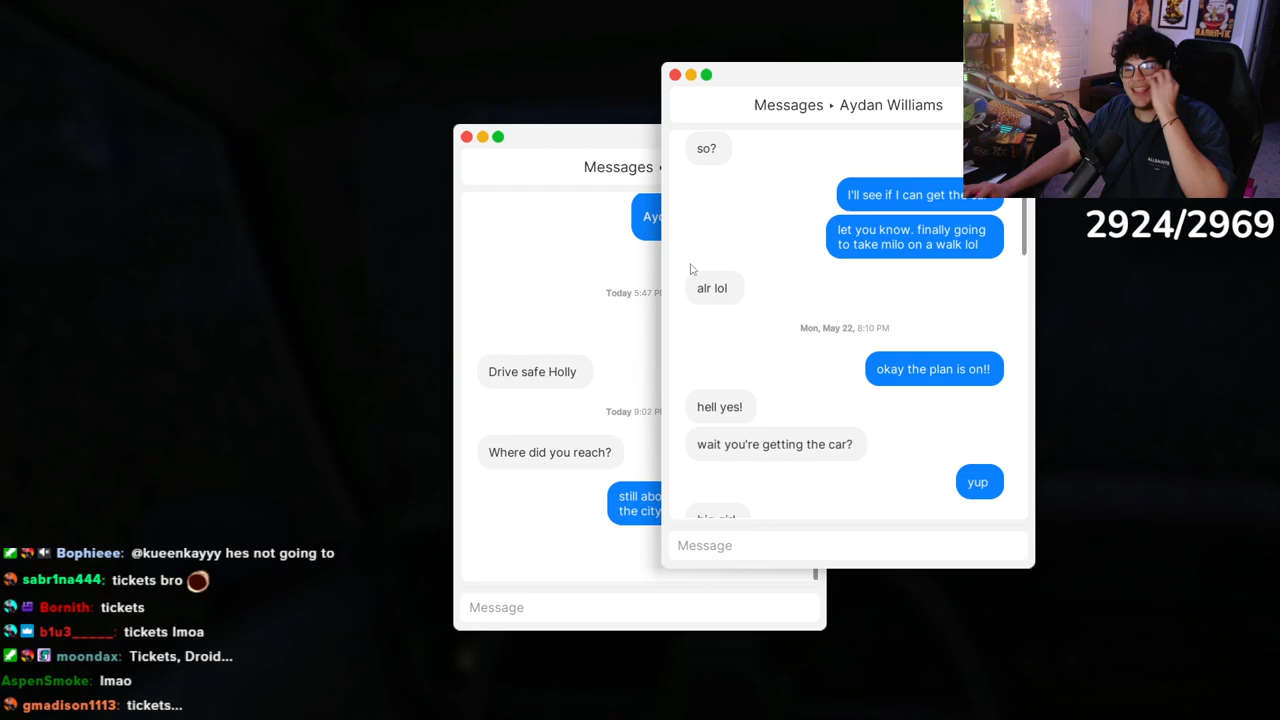 Messages ▸ Aydan Williams
so?
I'll see if I can get the
let you know. finally going
to take milo on a walk lol
alr lol
Mon, May 22, 8:10 PM
okay the plan is on!!
hell yes!
wait you're getting the car?
yup
Message
Messages
Today 5:47
Drive safe Holly
Today 9:02
Where did you reach?
still
the city
Message
2924/2969
ALLSAINTS
Bophieee: @kueenkayyy hes not going to
sabr1na444: tickets bro
Bornith: tickets
b1u3_____: tickets lmoa
moondax: Tickets, Droid...
AspenSmoke: lmao
gmadison1113: tickets...